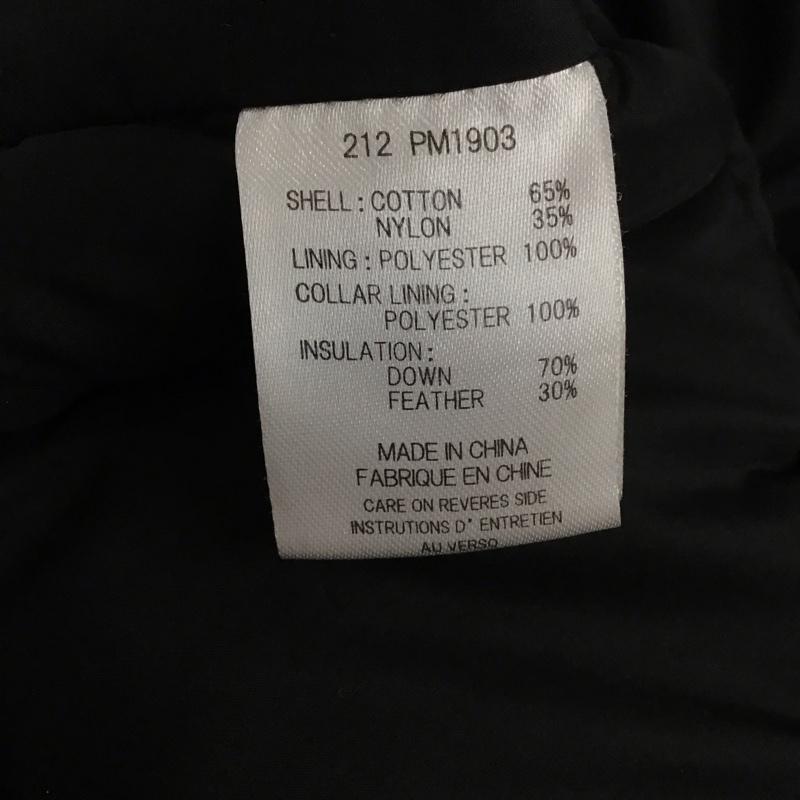 212 PM1903
SHELL : COTTON 65%
NYLON 35%
LINING : POLYESTER 100%
COLLAR LINING :
POLYESTER 100%
INSULATION :
DOWN 70%
FEATHER 30%
MADE IN CHINA
FABRIQUE EN CHINE
CARE ON REVERES SIDE
INSTRUTIONS D' ENTRETIEN
AU VERSO